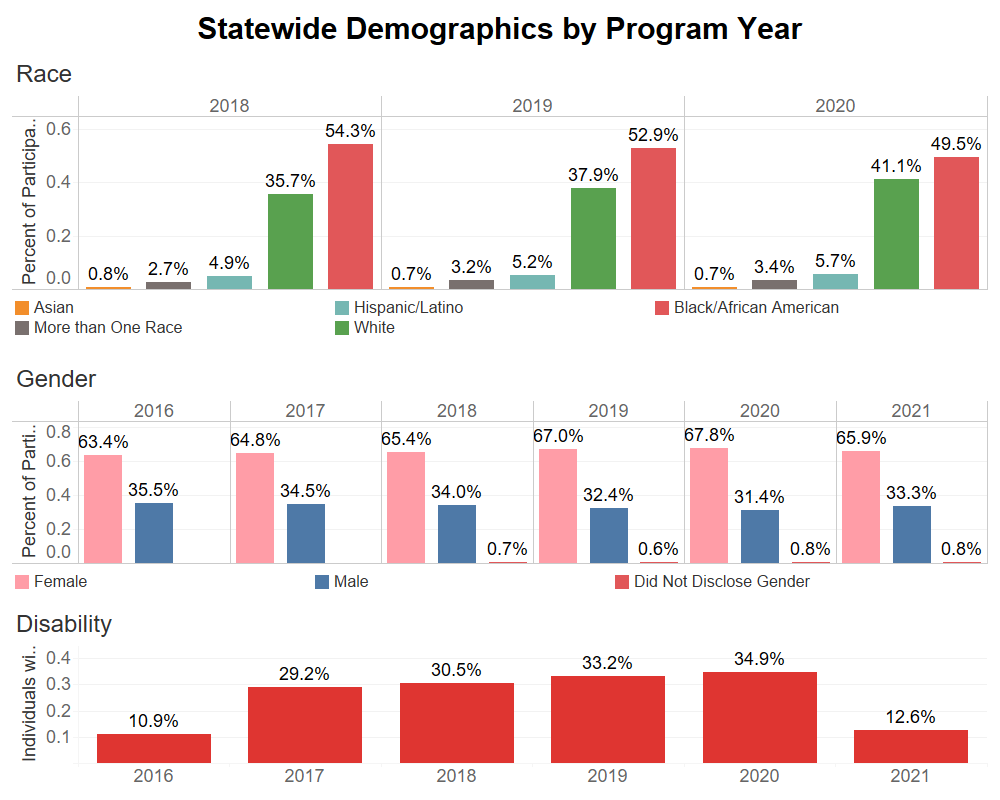 Statewide Demographics by Program Year
Race
2018 2019 2020
Percent of Participa..
0.6
0.4
0.2
0.0
0.8% 2.7% 4.9% 35.7% 54.3%
0.7% 3.2% 5.2% 37.9% 52.9%
0.7% 3.4% 5.7% 41.1% 49.5%
Asian Hispanic/Latino Black/African American
More than One Race White
Gender
2016 2017 2018 2019 2020 2021
Percent of Parti..
0.8
0.6
0.4
0.2
0.0
63.4% 35.5%
64.8% 34.5%
65.4% 34.0% 0.7%
67.0% 32.4% 0.6%
67.8% 31.4% 0.8%
65.9% 33.3% 0.8%
Female Male Did Not Disclose Gender
Disability
Individuals wi..
0.4
0.3
0.2
0.1
10.9% 29.2% 30.5% 33.2% 34.9% 12.6%
2016 2017 2018 2019 2020 2021